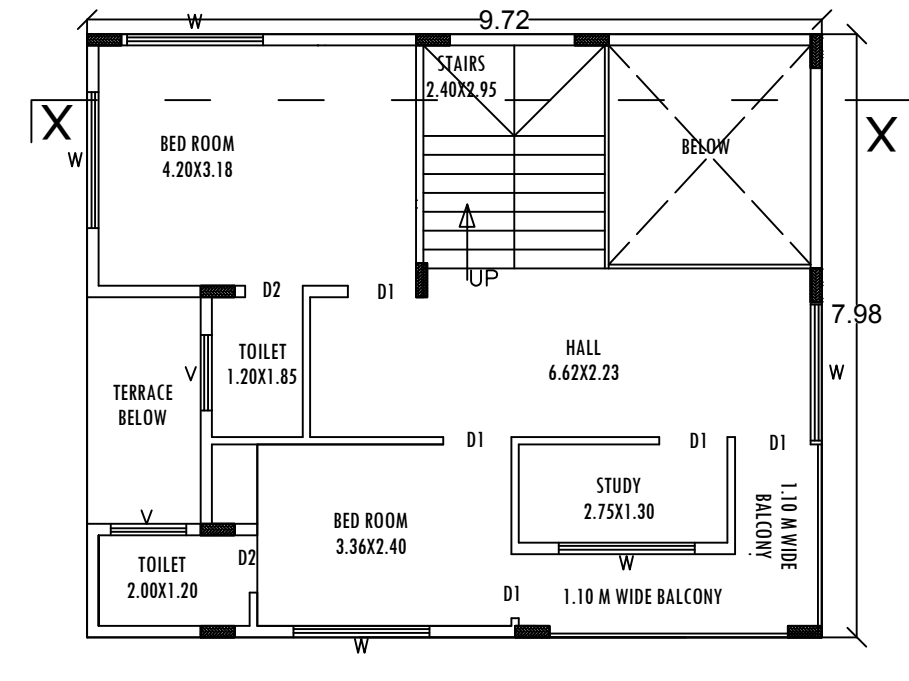 W
9.72
STAIRS
2.40X2.95
X
X
W
BED ROOM
4.20X3.18
BELOW
UP
D2
D1
7.98
HALL
6.62X2.23
W
TOILET
1.20X1.85
V
TERRACE
BELOW
D1
D1
D1
STUDY
2.75X1.30
1.10 M WIDE
BALCONY
V
BED ROOM
3.36X2.40
D2
TOILET
2.00X1.20
W
D1
1.10 M WIDE BALCONY
W